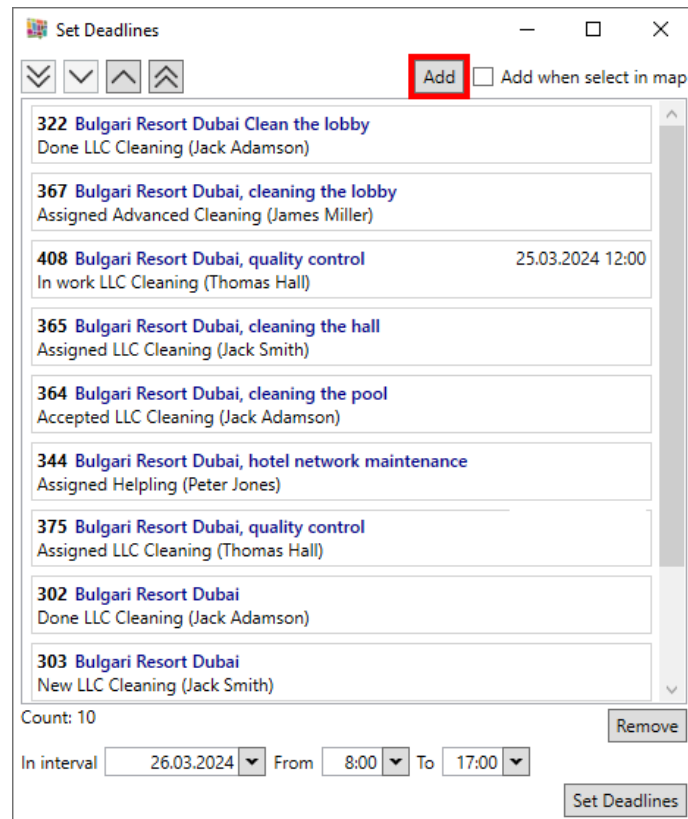 Set Deadlines
Add Add when select in map
322 Bulgari Resort Dubai Clean the lobby
Done LLC Cleaning (Jack Adamson)
367 Bulgari Resort Dubai, cleaning the lobby
Assigned Advanced Cleaning (James Miller)
408 Bulgari Resort Dubai, quality control 25.03.2024 12:00
In work LLC Cleaning (Thomas Hall)
365 Bulgari Resort Dubai, cleaning the hall
Assigned LLC Cleaning (Jack Smith)
364 Bulgari Resort Dubai, cleaning the pool
Accepted LLC Cleaning (Jack Adamson)
344 Bulgari Resort Dubai, hotel network maintenance
Assigned Helpling (Peter Jones)
375 Bulgari Resort Dubai, quality control
Assigned LLC Cleaning (Thomas Hall)
302 Bulgari Resort Dubai
Done LLC Cleaning (Jack Adamson)
303 Bulgari Resort Dubai
New LLC Cleaning (Jack Smith)
Count: 10
Remove
In interval 26.03.2024 From 8:00 To 17:00
Set Deadlines